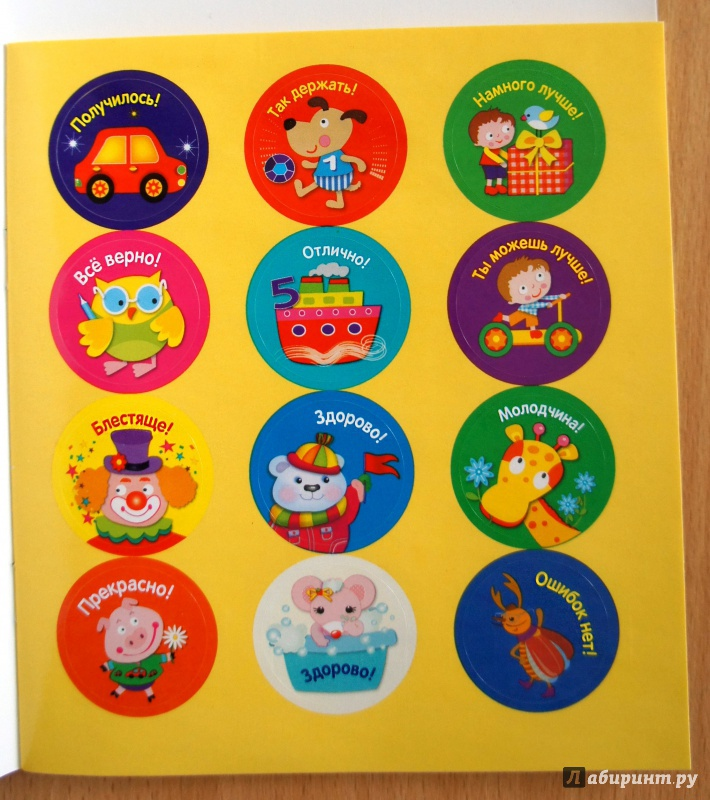 Получилось!
Так держать!
1
Намного лучше!
Всё верно!
Отлично!
5
Ты можешь лучше!
Блестяще!
Здорово!
Молодчина!
Прекрасно!
Здорово!
Ошибок нет!
Лабиринт.ру